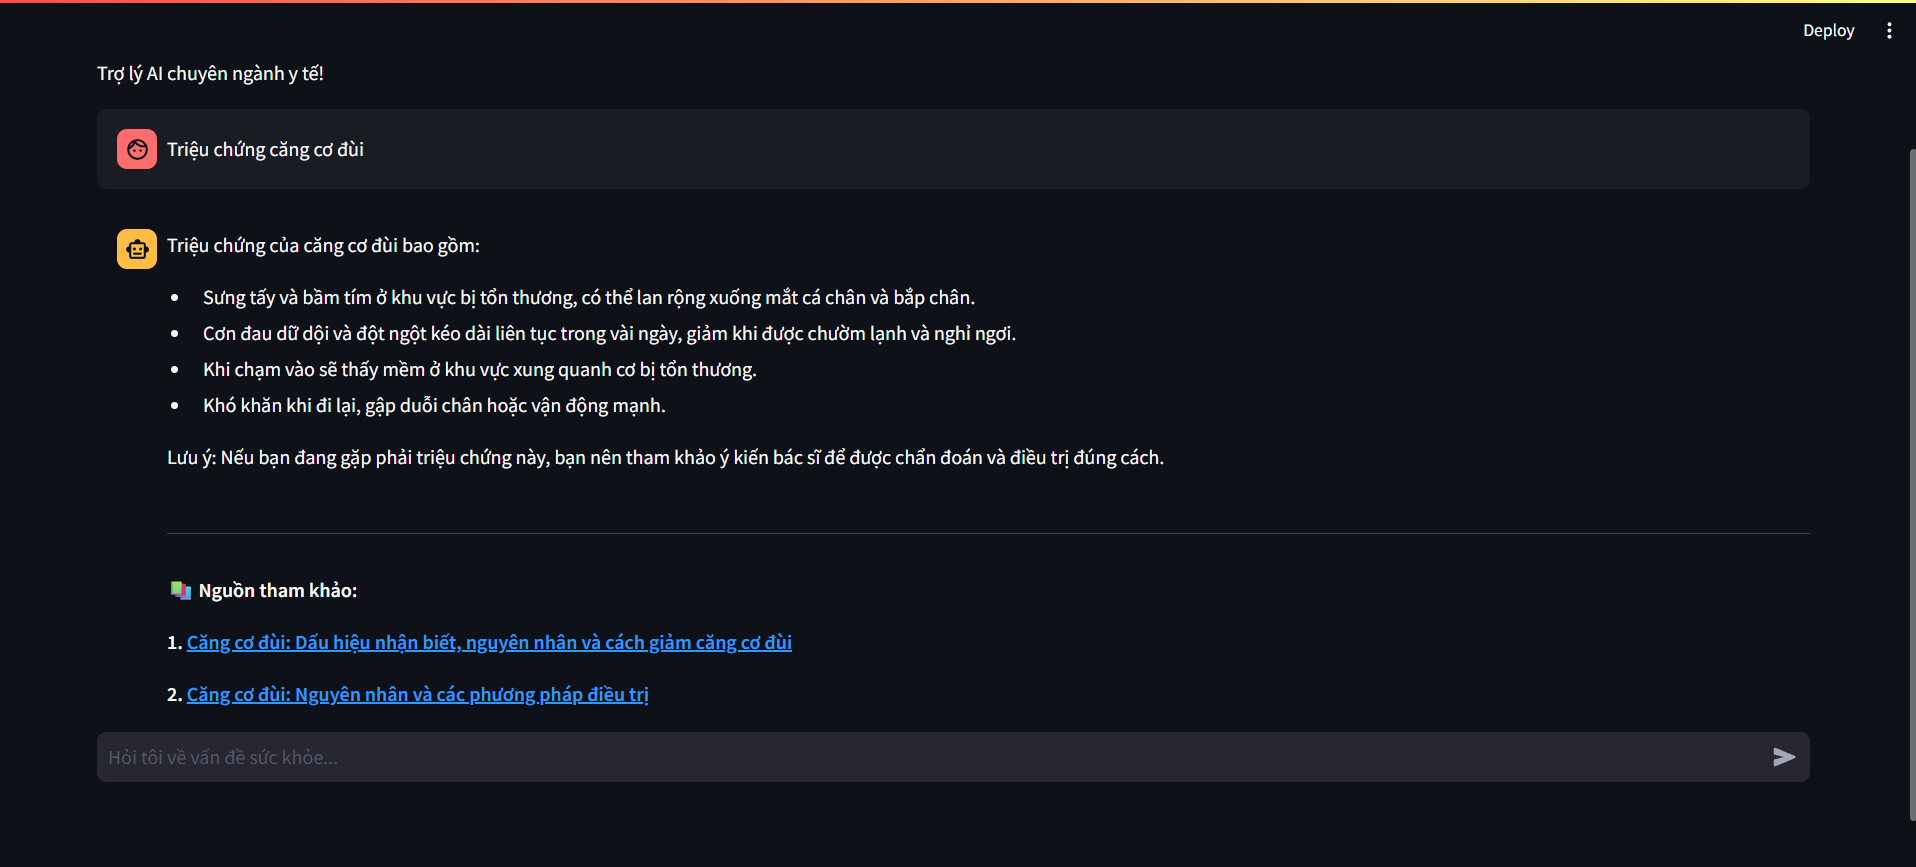 Deploy
Trợ lý AI chuyên ngành y tế!
Triệu chứng căng cơ đùi
Triệu chứng của căng cơ đùi bao gồm:
Sưng tấy và bầm tím ở khu vực bị tổn thương, có thể lan rộng xuống mắt cá chân và bắp chân.
Cơn đau dữ dội và đột ngột kéo dài liên tục trong vài ngày, giảm khi được chườm lạnh và nghỉ ngơi.
Khi chạm vào sẽ thấy mềm ở khu vực xung quanh cơ bị tổn thương.
Khó khăn khi đi lại, gập duỗi chân hoặc vận động mạnh.
Lưu ý: Nếu bạn đang gặp phải triệu chứng này, bạn nên tham khảo ý kiến bác sĩ để được chẩn đoán và điều trị đúng cách.
Nguồn tham khảo:
1. Căng cơ đùi: Dấu hiệu nhận biết, nguyên nhân và cách giảm căng cơ đùi
2. Căng cơ đùi: Nguyên nhân và các phương pháp điều trị
Hỏi tôi về vấn đề sức khỏe...